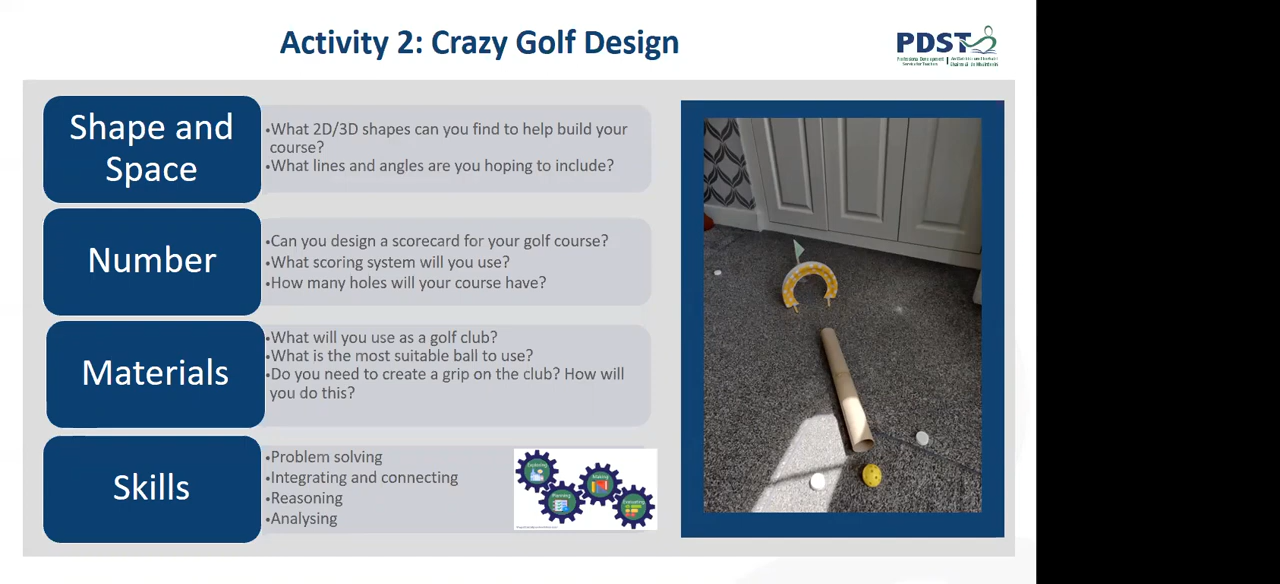 Activity 2: Crazy Golf Design
PDST
Shape and
Space
•What 2D/3D shapes can you find to help build your
course?
•What lines and angles are you hoping to include?
Number
•Can you design a scorecard for your golf course?
•What scoring system will you use?
•How many holes will your course have?
Materials
•What will you use as a golf club?
•What is the most suitable ball to use?
•Do you need to create a grip on the club? How will
you do this?
Skills
•Problem solving
•Integrating and connecting
•Reasoning
•Analysing
Exploring
Planning
Making
Evaluating